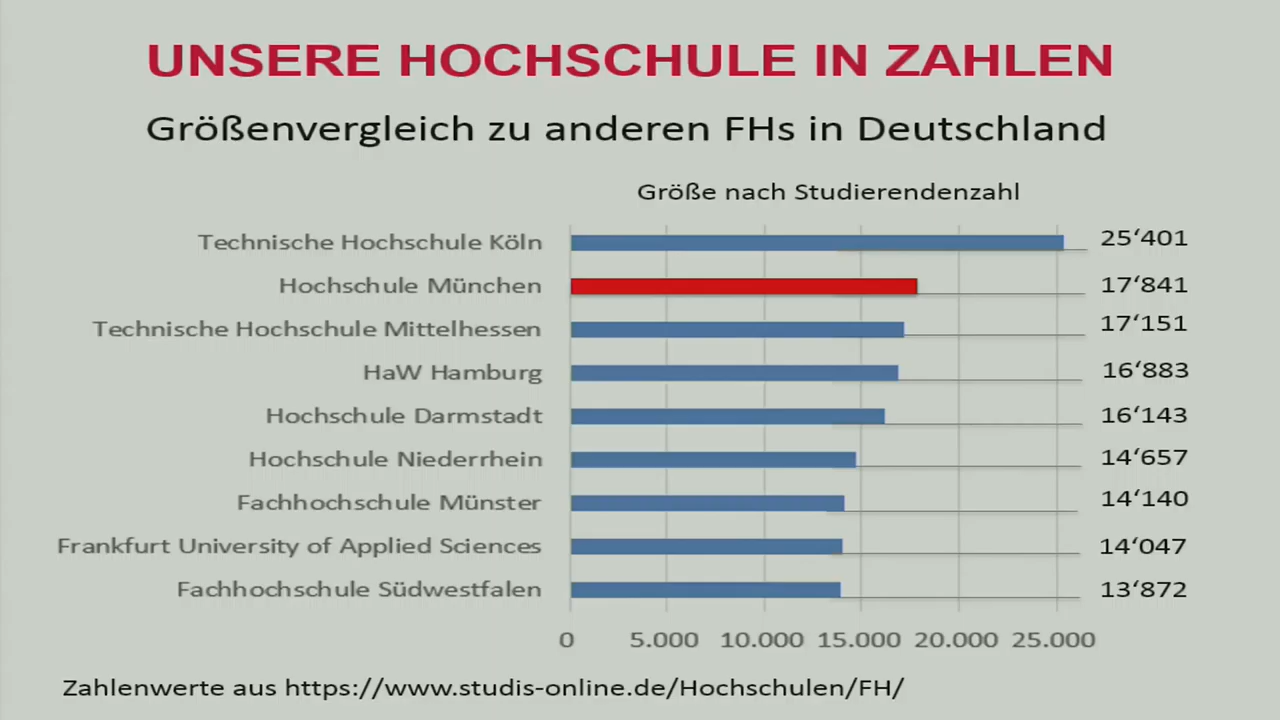 UNSERE HOCHSCHULE IN ZAHLEN
Größenvergleich zu anderen FHs in Deutschland
Größe nach Studierendenzahl
Technische Hochschule Köln 25‘401
Hochschule München 17‘841
Technische Hochschule Mittelhessen 17‘151
HaW Hamburg 16‘883
Hochschule Darmstadt 16‘143
Hochschule Niederrhein 14‘657
Fachhochschule Münster 14‘140
Frankfurt University of Applied Sciences 14‘047
Fachhochschule Südwestfalen 13‘872
0 5.000 10.000 15.000 20.000 25.000
Zahlenwerte aus https://www.studis-online.de/Hochschulen/FH/